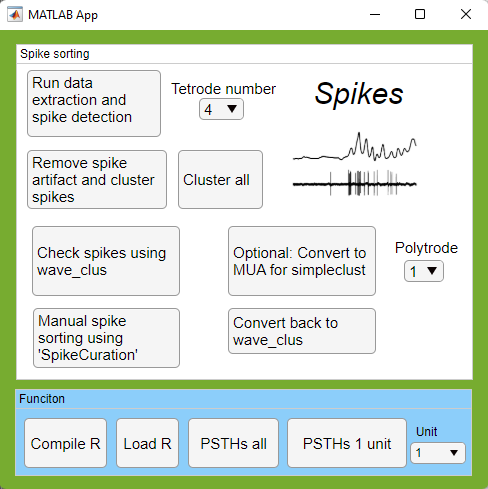 MATLAB App
Spike sorting
Run data
extraction and
spike detection
Tetrode number
4
Spikes
Remove spike
artifact and cluster
spikes
Cluster all
Check spikes using
wave_clus
Optional: Convert to
MUA for simpleclust
Polytrode
1
Manual spike
sorting using
'SpikeCuration'
Convert back to
wave_clus
Funciton
Compile R
Load R
PSTHs all
PSTHs 1 unit
Unit
1